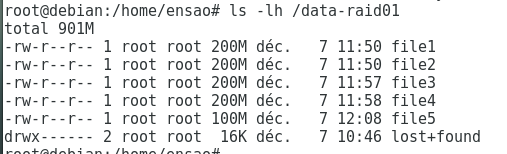 root@debian:/home/ensao# ls -lh /data-raid01
total 901M
-rw-r--r-- 1 root root 200M déc.   7 11:50 file1
-rw-r--r-- 1 root root 200M déc.   7 11:50 file2
-rw-r--r-- 1 root root 200M déc.   7 11:57 file3
-rw-r--r-- 1 root root 200M déc.   7 11:58 file4
-rw-r--r-- 1 root root 100M déc.   7 12:08 file5
drwx------ 2 root root  16K déc.   7 10:46 lost+found
root@debian:/home/ensao#